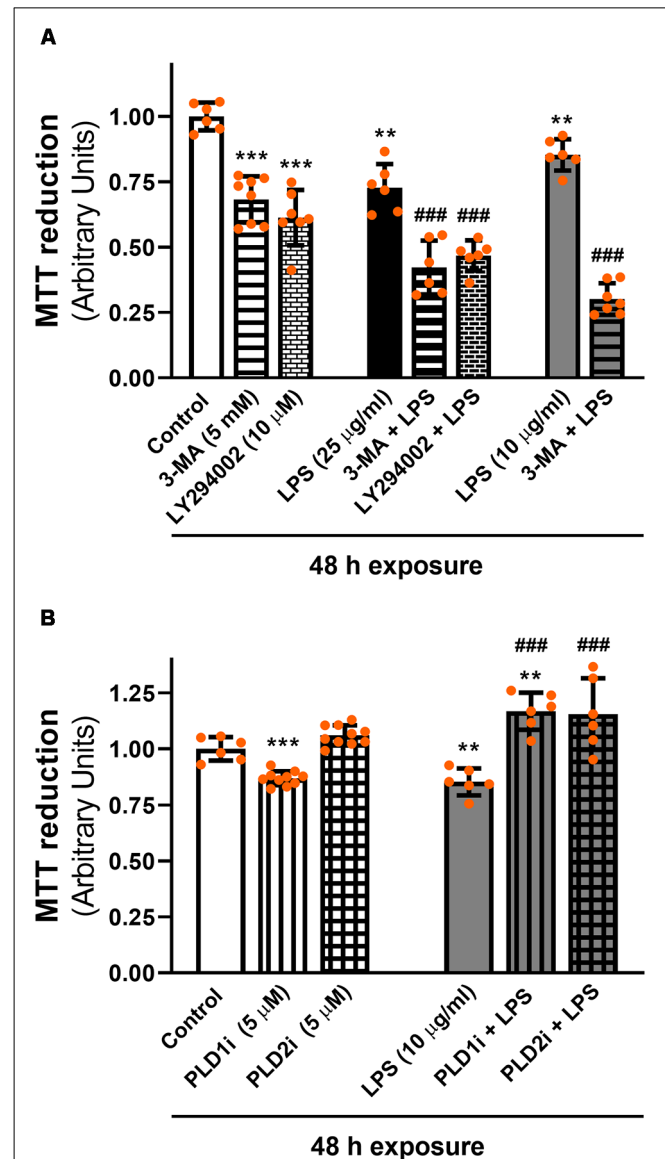 A
MTT reduction
(Arbitrary Units)
1.00
0.75
0.50
0.25
0.00
***
***
**
###
###
**
###
Control
3-MA (5 mM)
LY294002 (10 μM)
LPS (25 μg/ml)
3-MA + LPS
LY294002 + LPS
LPS (10 μg/ml)
3-MA + LPS
48 h exposure
B
MTT reduction
(Arbitrary Units)
1.25
1.00
0.75
0.50
0.25
0.00
***
**
###
**
###
Control
PLD1i (5 μM)
PLD2i (5 μM)
LPS (10 μg/ml)
PLD1i + LPS
PLD2i + LPS
48 h exposure